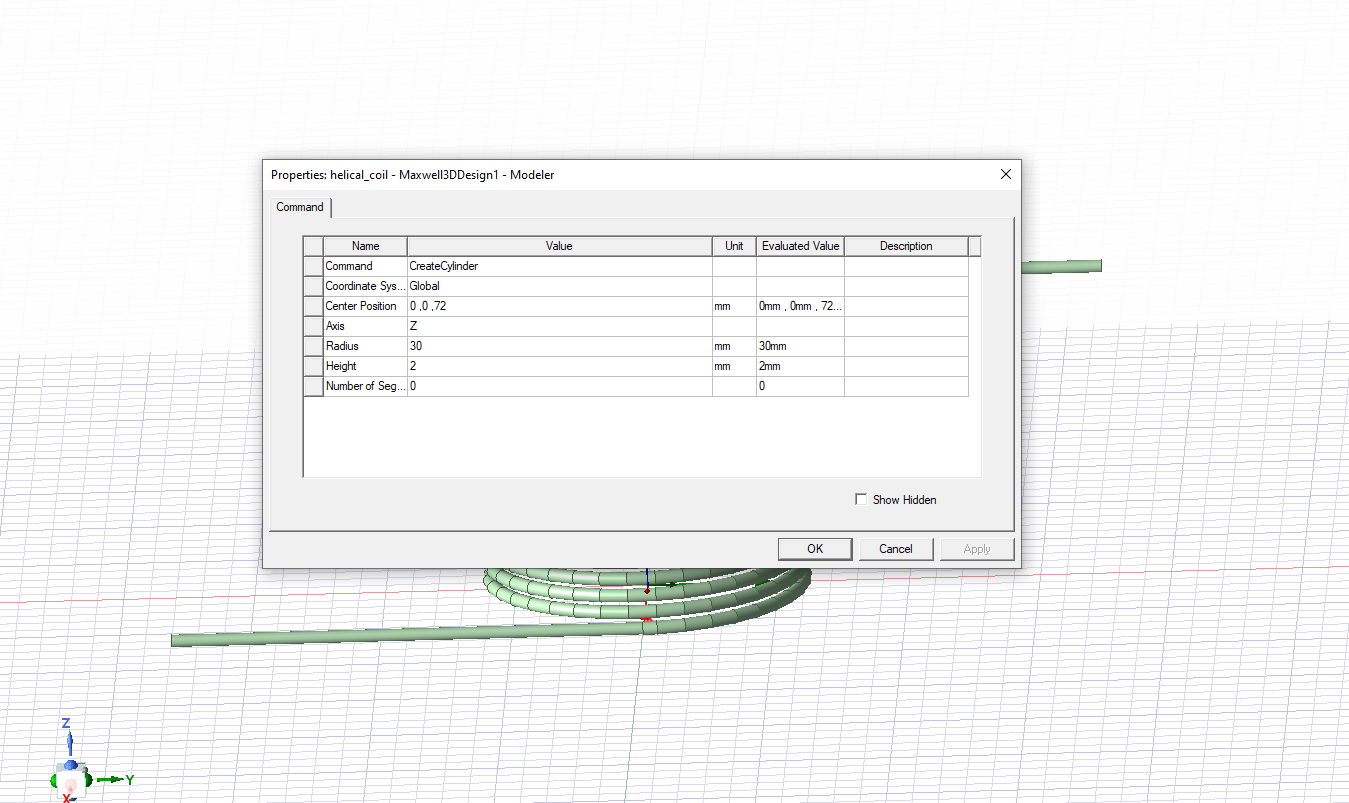 Properties: helical_coil - Maxwell3DDesign1 - Modeler
Command
Name Value Unit Evaluated Value Description
Command CreateCylinder
Coordinate Sys... Global
Center Position 0 ,0 ,72 mm 0mm , 0mm , 72...
Axis Z
Radius 30 mm 30mm
Height 2 mm 2mm
Number of Seg... 0 0
Show Hidden
OK Cancel Apply
Z
Y
X